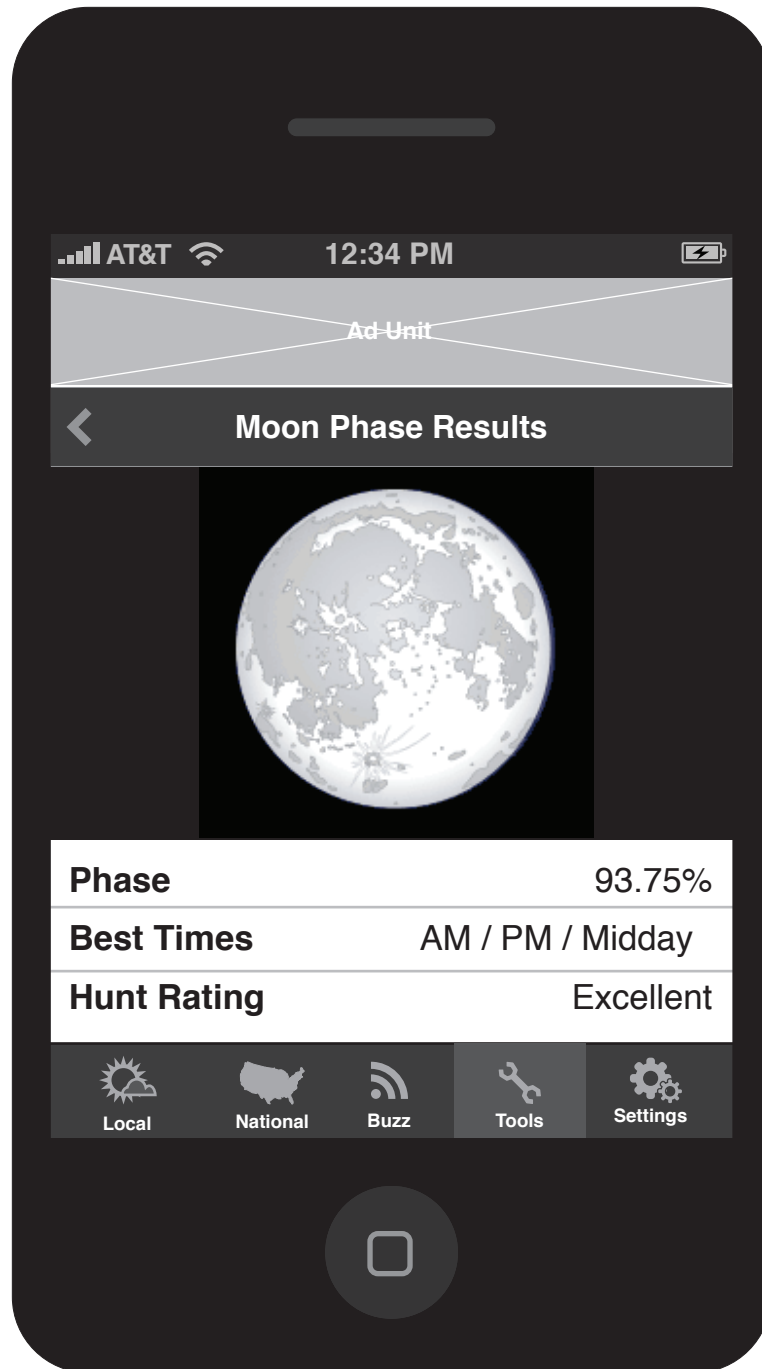 AT&T 12:34 PM
Ad Unit
Moon Phase Results
Phase 93.75%
Best Times AM / PM / Midday
Hunt Rating Excellent
Local National Buzz Tools Settings